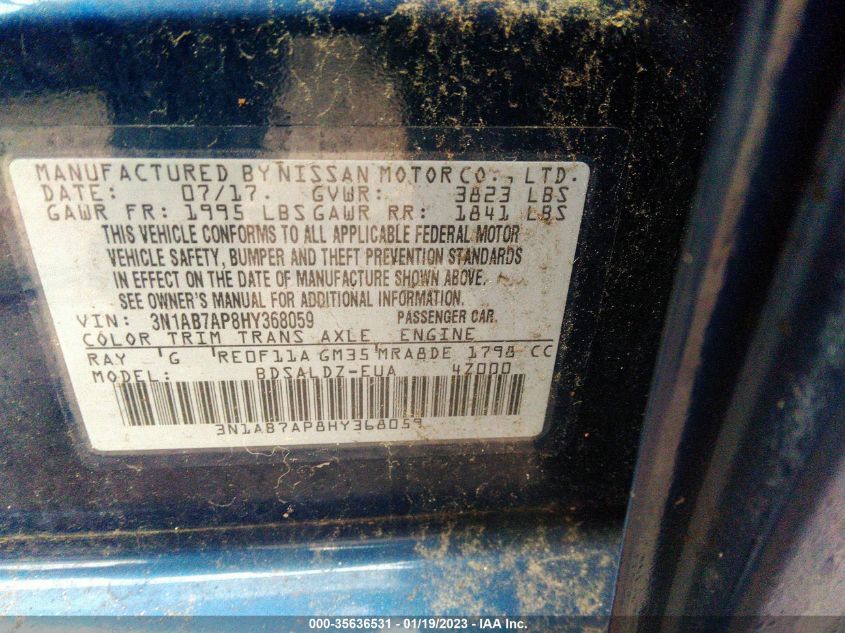 MANUFACTURED BY NISSAN MOTOR CO., LTD.
DATE: 07/17. GVWR: 3823 LBS
GAWR FR: 1995 LBS GAWR RR: 1841 LBS
THIS VEHICLE CONFORMS TO ALL APPLICABLE FEDERAL MOTOR
VEHICLE SAFETY, BUMPER AND THEFT PREVENTION STANDARDS
IN EFFECT ON THE DATE OF MANUFACTURE SHOWN ABOVE.
SEE OWNER'S MANUAL FOR ADDITIONAL INFORMATION.
VIN: 3N1AB7AP8HY368059 PASSENGER CAR
COLOR TRIM TRANS AXLE ENGINE
RAY G RE0F11A GM35 MRA8DE 1798 CC
MODEL: BDSALDZ-EUA 4Z000
3N1AB7AP8HY368059
000-35636531 - 01/19/2023 - IAA Inc.